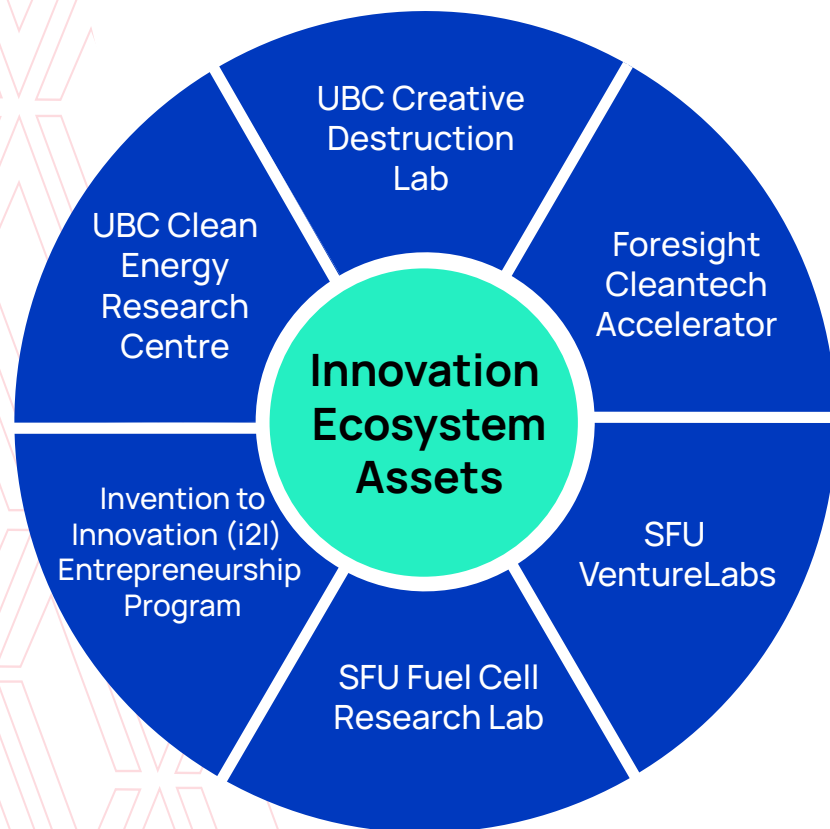 UBC Creative
Destruction
Lab
Foresight
Cleantech
Accelerator
SFU
VentureLabs
SFU Fuel Cell
Research Lab
Invention to
Innovation (i2I)
Entrepreneurship
Program
UBC Clean
Energy
Research
Centre
Innovation
Ecosystem
Assets